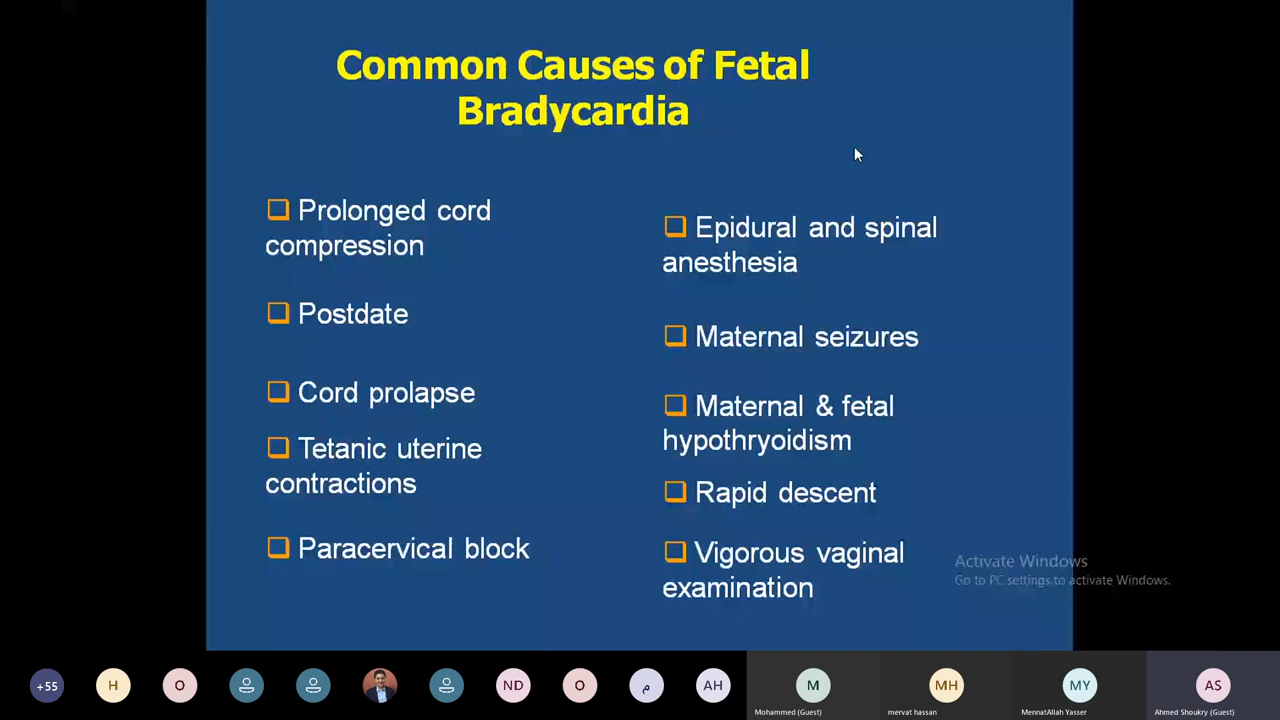 Common Causes of Fetal
Bradycardia
❑ Prolonged cord
compression
❑ Postdate
❑ Cord prolapse
❑ Tetanic uterine
contractions
❑ Paracervical block
❑ Epidural and spinal
anesthesia
❑ Maternal seizures
❑ Maternal & fetal
hypothryoidism
❑ Rapid descent
❑ Vigorous vaginal
examination
Activate Windows
Go to PC settings to activate Windows.
+55
H
O
ND
O
م
AH
M
Mohammed (Guest)
MH
mervat hassan
MY
MennatAllah Yasser
AS
Ahmed Shoukry (Guest)